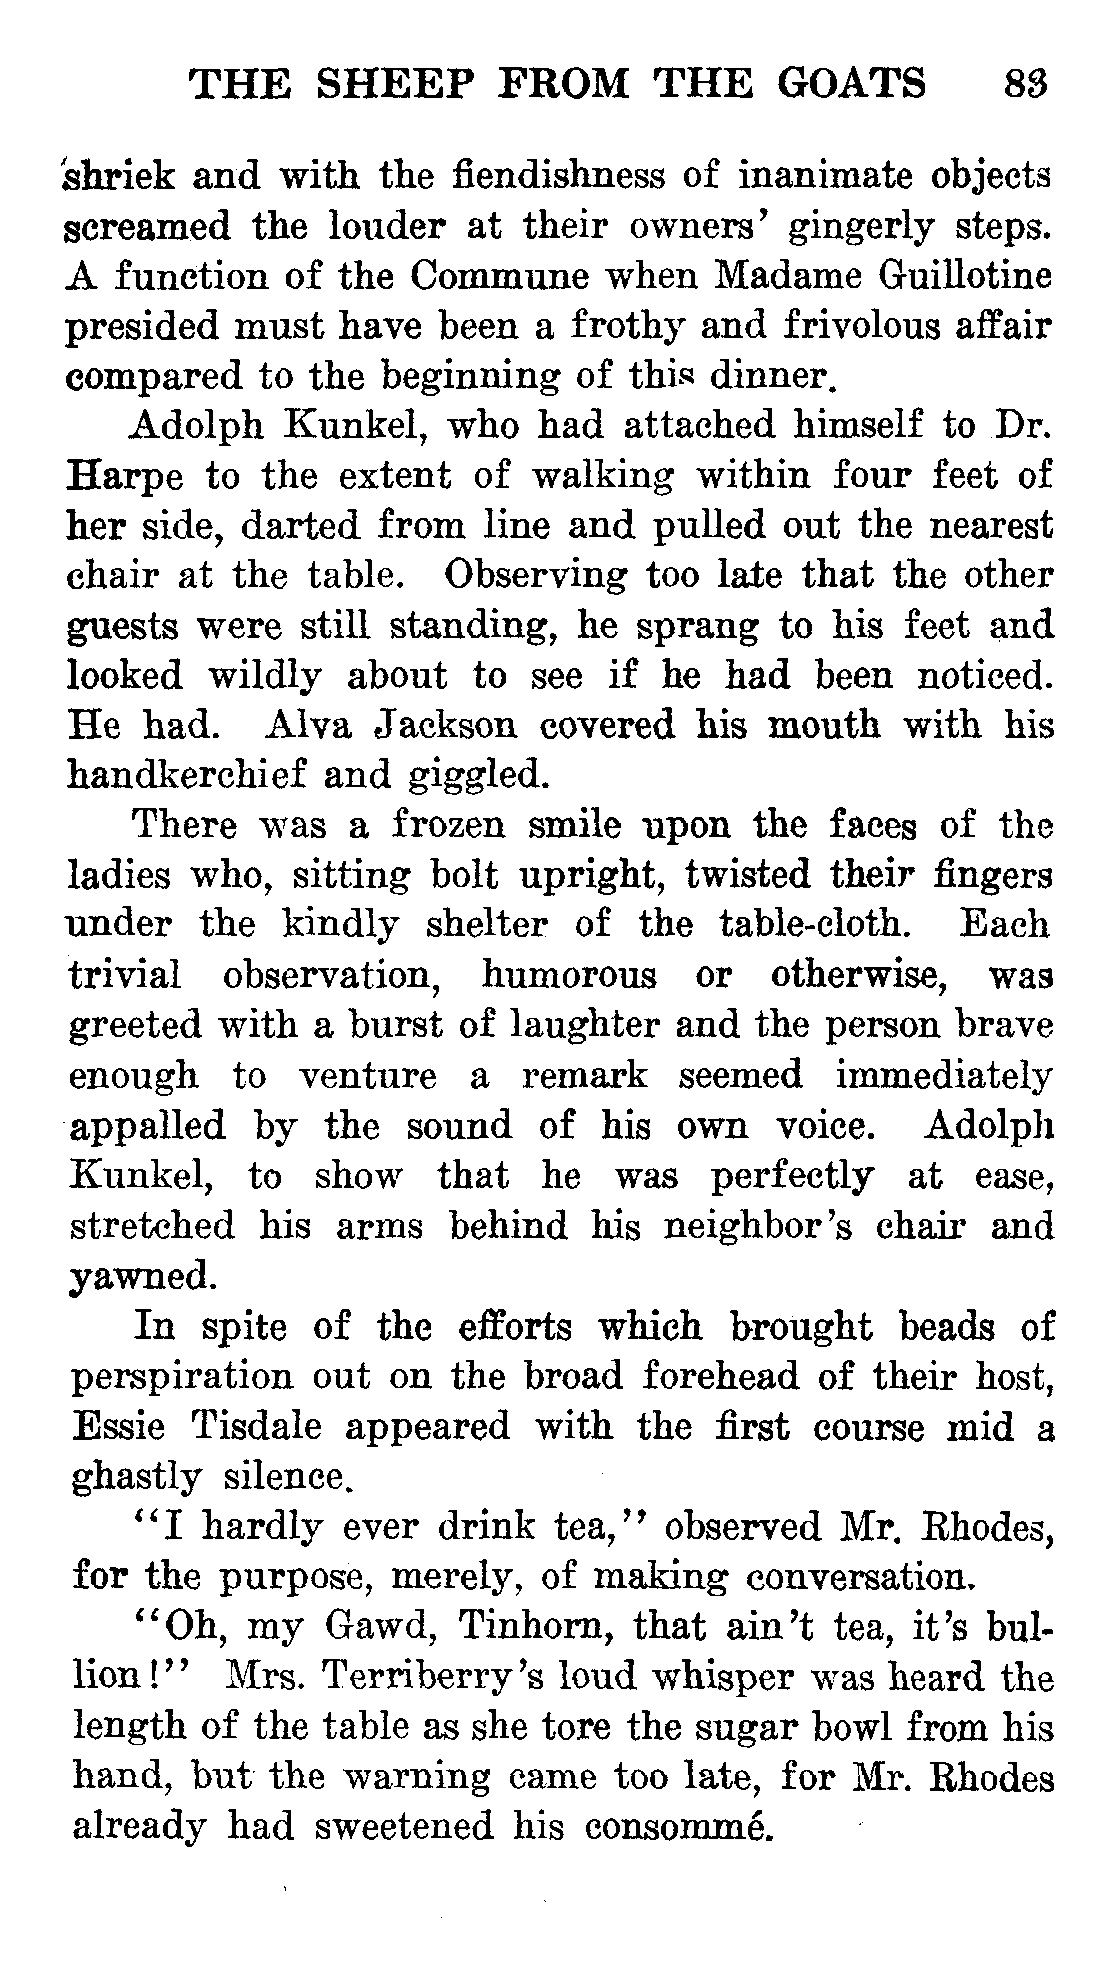 THE SHEEP FROM THE GOATS 83
shriek and with the fiendishness of inanimate objects
screamed the louder at their owners' gingerly steps.
A function of the Commune when Madame Guillotine
presided must have been a frothy and frivolous affair
compared to the beginning of this dinner.
Adolph Kunkel, who had attached himself to Dr.
Harpe to the extent of walking within four feet of
her side, darted from line and pulled out the nearest
chair at the table. Observing too late that the other
guests were still standing, he sprang to his feet and
looked wildly about to see if he had been noticed.
He had. Alva Jackson covered his mouth with his
handkerchief and giggled.
There was a frozen smile upon the faces of the
ladies who, sitting bolt upright, twisted their fingers
under the kindly shelter of the table-cloth. Each
trivial observation, humorous or otherwise, was
greeted with a burst of laughter and the person brave
enough to venture a remark seemed immediately
appalled by the sound of his own voice. Adolph
Kunkel, to show that he was perfectly at ease,
stretched his arms behind his neighbor's chair and
yawned.
In spite of the efforts which brought beads of
perspiration out on the broad forehead of their host,
Essie Tisdale appeared with the first course mid a
ghastly silence.
"I hardly ever drink tea," observed Mr. Rhodes,
for the purpose, merely, of making conversation.
"Oh, my Gawd, Tinhorn, that ain't tea, it's bul-
lion!" Mrs. Terriberry's loud whisper was heard the
length of the table as she tore the sugar bowl from his
hand, but the warning came too late, for Mr. Rhodes
already had sweetened his consommé.